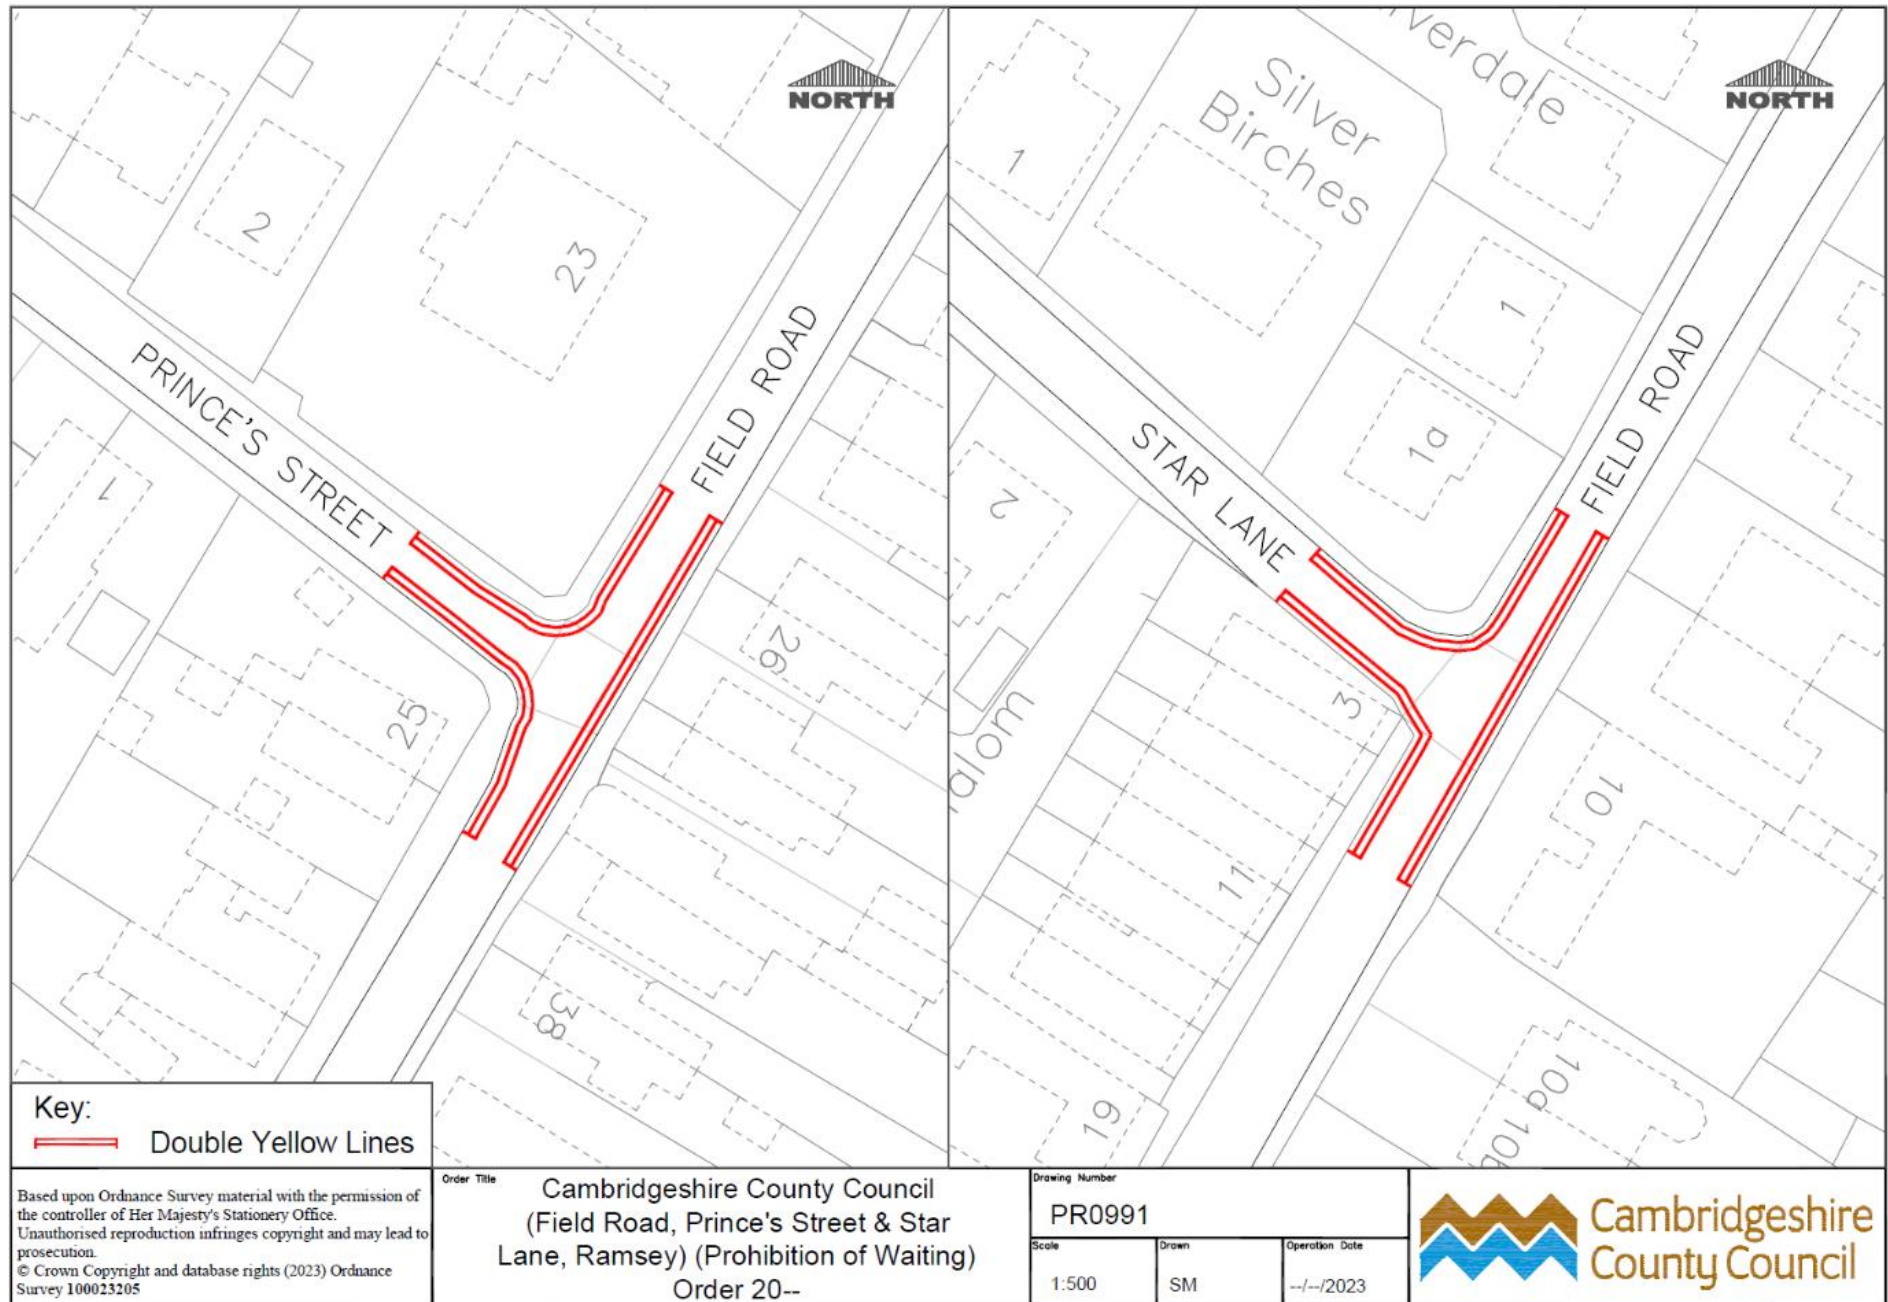 NORTH
2
23
PRINCE'S STREET
FIELD ROAD
1
25
26
38
NORTH
verdale
Silver
Birches
1
1
1a
STAR LANE
FIELD ROAD
2
3
alom
10
11
19
10a
10b
Key:
Double Yellow Lines
Based upon Ordnance Survey material with the permission of
the controller of Her Majesty's Stationery Office.
Unauthorised reproduction infringes copyright and may lead to
prosecution.
© Crown Copyright and database rights (2023) Ordnance
Survey 100023205
Order Title
Cambridgeshire County Council
(Field Road, Prince's Street & Star
Lane, Ramsey) (Prohibition of Waiting)
Order 20--
Drawing Number
PR0991
Scale
1:500
Drawn
SM
Operation Date
--/--/2023
Cambridgeshire
County Council